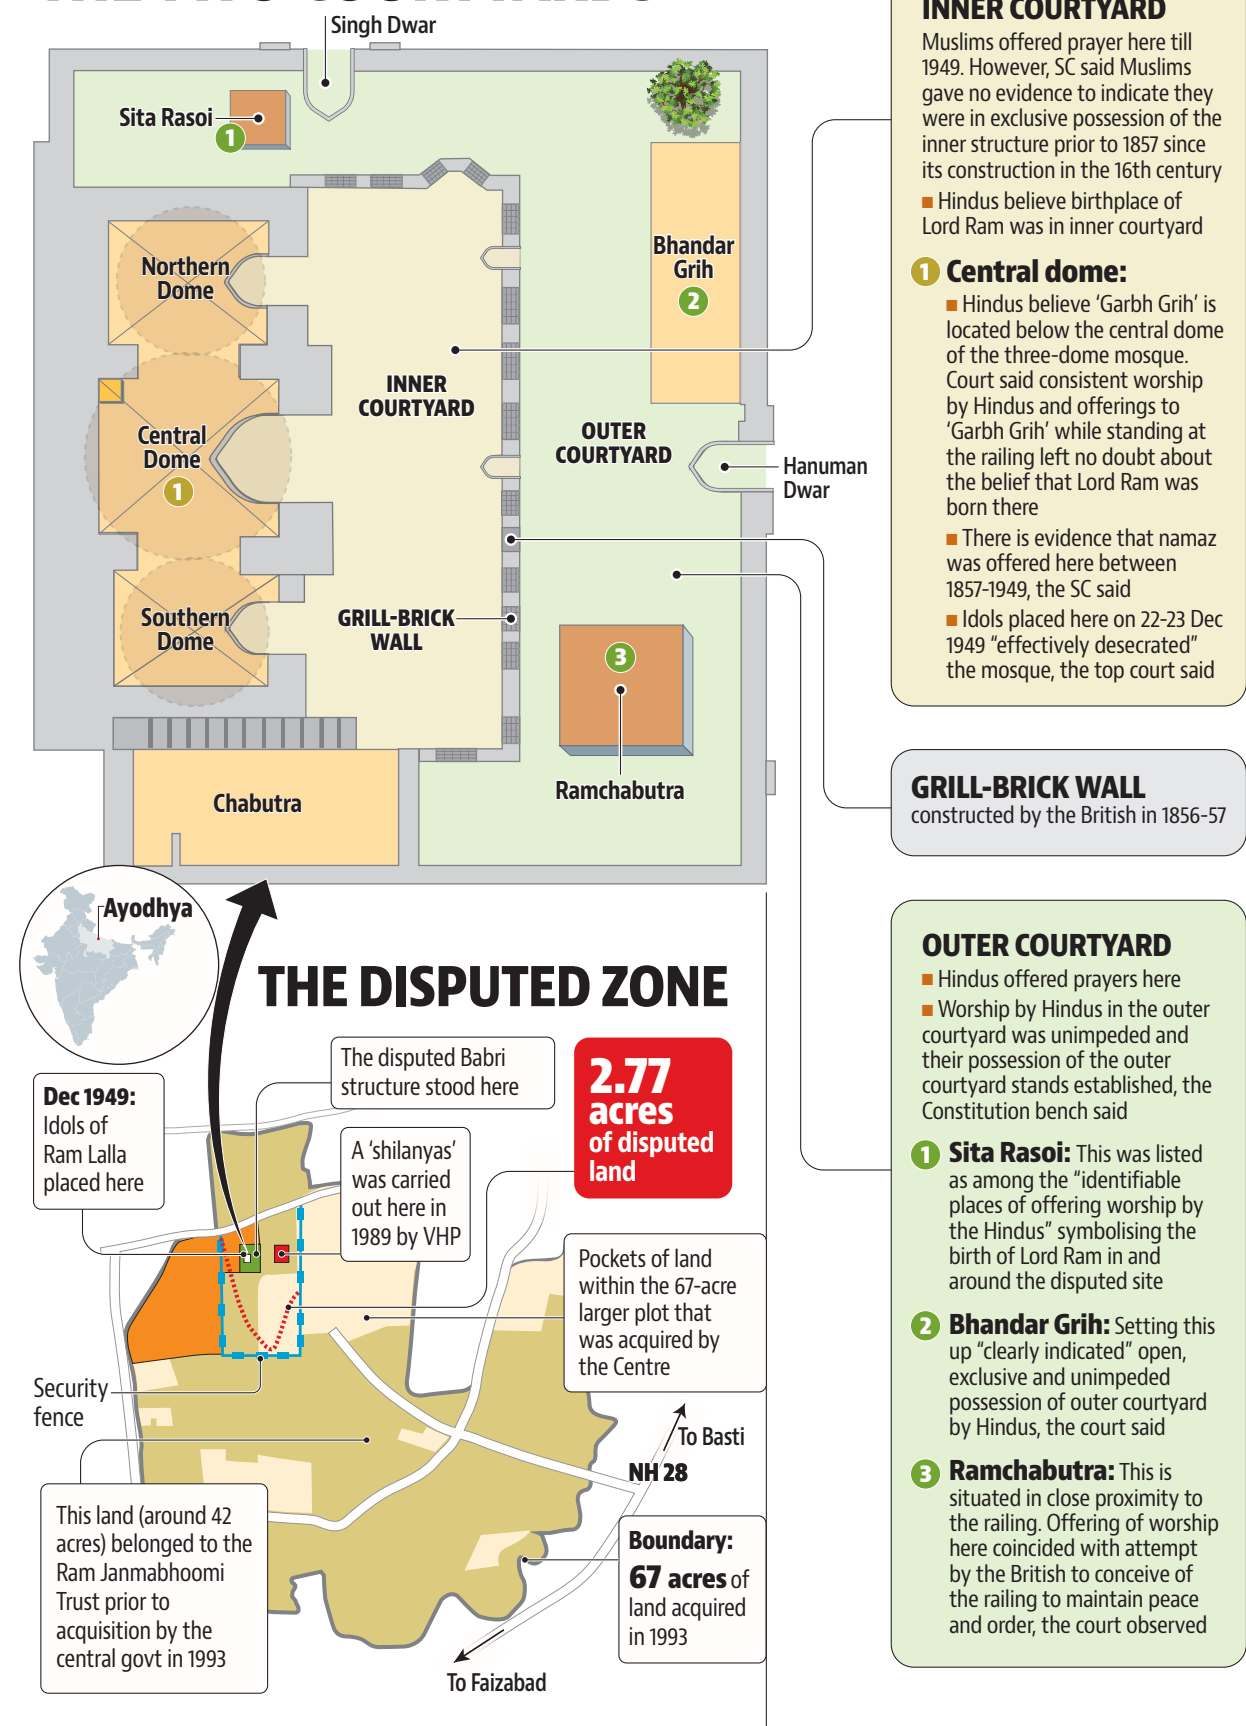 Singh Dwar
Sita Rasoi
1
Northern
Dome
Bhandar
Grih
2
INNER
COURTYARD
Central
Dome
1
OUTER
COURTYARD
Hanuman
Dwar
Southern
Dome
GRILL-BRICK
WALL
3
Ramchabutra
Chabutra
INNER COURTYARD
Muslims offered prayer here till
1949. However, SC said Muslims
gave no evidence to indicate they
were in exclusive possession of the
inner structure prior to 1857 since
its construction in the 16th century
Hindus believe birthplace of
Lord Ram was in inner courtyard
1 Central dome:
Hindus believe ‘Garbh Grih’ is
located below the central dome
of the three-dome mosque.
Court said consistent worship
by Hindus and offerings to
‘Garbh Grih’ while standing at
the railing left no doubt about
the belief that Lord Ram was
born there
There is evidence that namaz
was offered here between
1857-1949, the SC said
Idols placed here on 22-23 Dec
1949 “effectively desecrated”
the mosque, the top court said
GRILL-BRICK WALL
constructed by the British in 1856-57
OUTER COURTYARD
Hindus offered prayers here
Worship by Hindus in the outer
courtyard was unimpeded and
their possession of the outer
courtyard stands established, the
Constitution bench said
1 Sita Rasoi: This was listed
as among the “identifiable
places of offering worship by
the Hindus” symbolising the
birth of Lord Ram in and
around the disputed site
2 Bhandar Grih: Setting this
up “clearly indicated” open,
exclusive and unimpeded
possession of outer courtyard
by Hindus, the court said
3 Ramchabutra: This is
situated in close proximity to
the railing. Offering of worship
here coincided with attempt
by the British to conceive of
the railing to maintain peace
and order, the court observed
Ayodhya
THE DISPUTED ZONE
Dec 1949:
Idols of
Ram Lalla
placed here
The disputed Babri
structure stood here
A ‘shilanyas’
was carried
out here in
1989 by VHP
2.77
acres
of disputed
land
Pockets of land
within the 67-acre
larger plot that
was acquired by
the Centre
Security
fence
To Basti
NH 28
This land (around 42
acres) belonged to the
Ram Janmabhoomi
Trust prior to
acquisition by the
central govt in 1993
Boundary:
67 acres of
land acquired
in 1993
To Faizabad